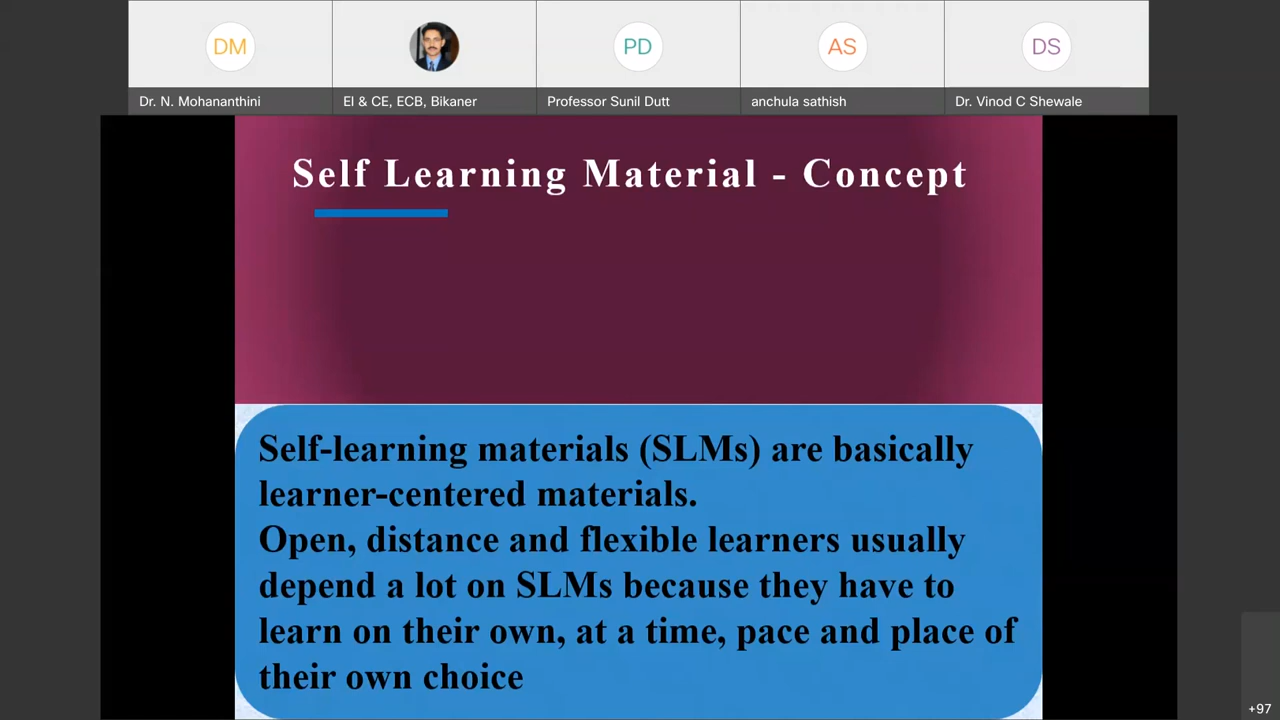 DM
PD
AS
DS
Dr. N. Mohananthini
EI & CE, ECB, Bikaner
Professor Sunil Dutt
anchula sathish
Dr. Vinod C Shewale
Self Learning Material - Concept
Self-learning materials (SLMs) are basically
learner-centered materials.
Open, distance and flexible learners usually
depend a lot on SLMs because they have to
learn on their own, at a time, pace and place of
their own choice
+97